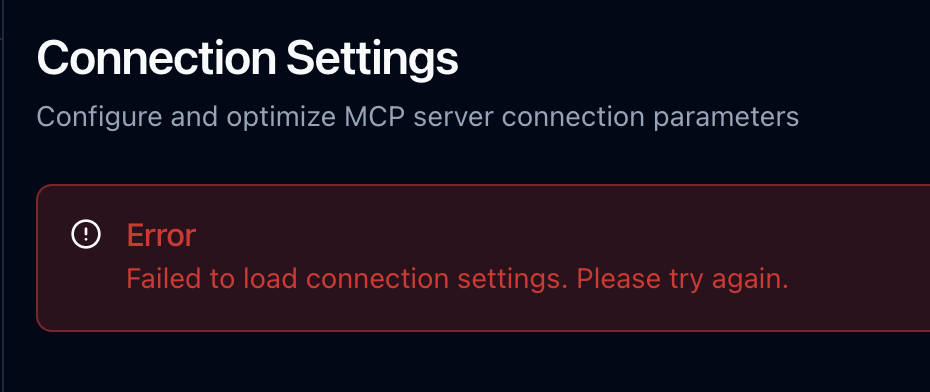 Connection Settings
Configure and optimize MCP server connection parameters
Error
Failed to load connection settings. Please try again.